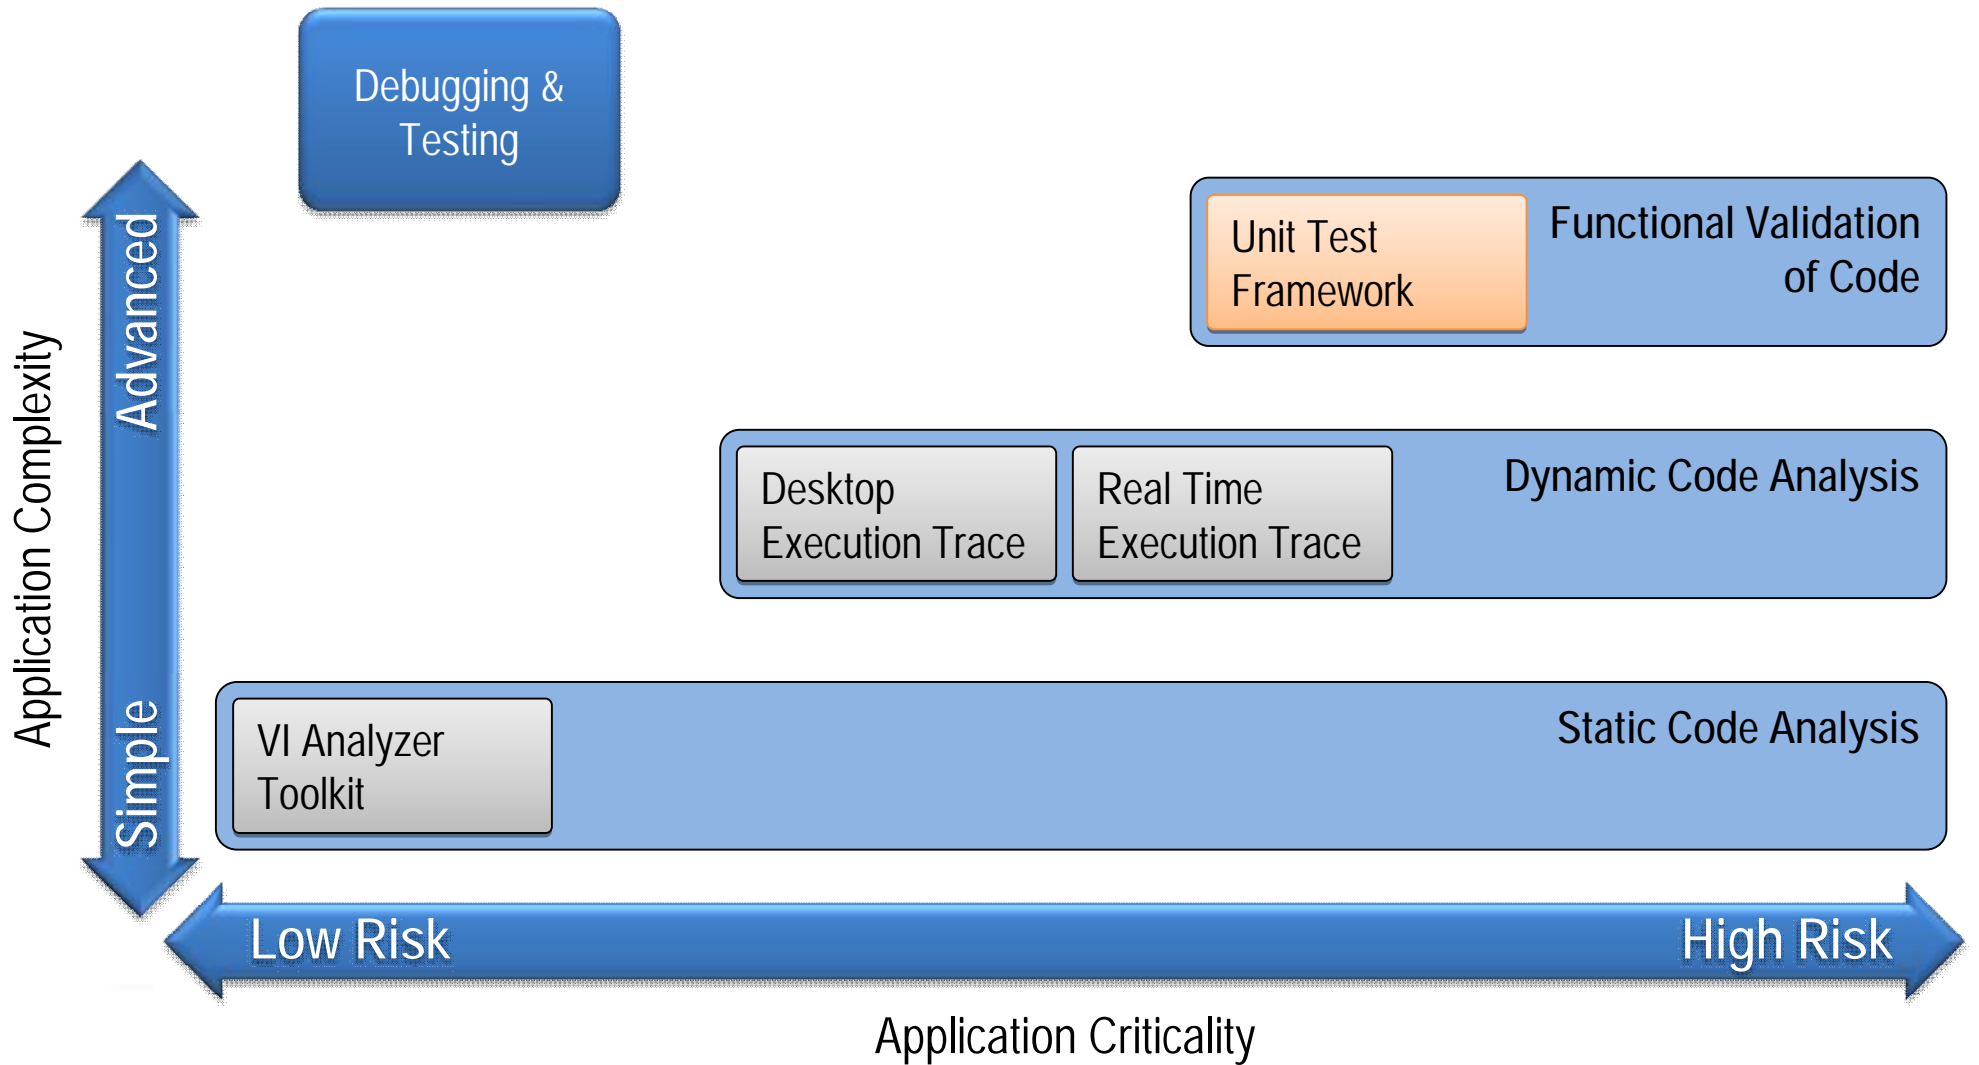 Debugging &
Testing
Unit Test
Framework
Functional Validation
of Code
Desktop
Execution Trace
Real Time
Execution Trace
Dynamic Code Analysis
VI Analyzer
Toolkit
Static Code Analysis
Application Complexity
Advanced
Simple
Low Risk
High Risk
Application Criticality